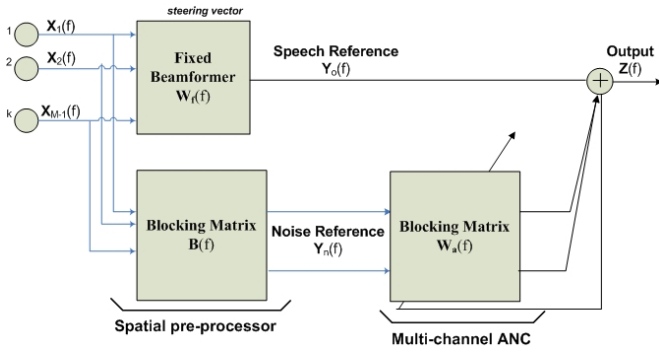 steering vector
1
X1(f)
2
X2(f)
k
XM-1(f)
Fixed
Beamformer
Wf(f)
Speech Reference
Yo(f)
Output
Z(f)
+
Blocking Matrix
B(f)
Noise Reference
Yn(f)
Blocking Matrix
Wa(f)
Spatial pre-processor
Multi-channel ANC